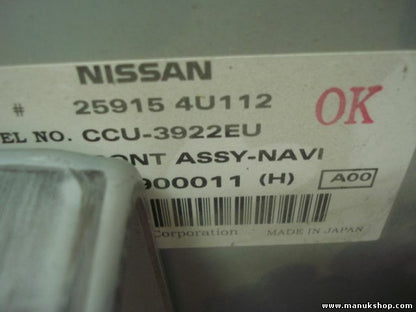 NISSAN
# 25915 4U112
OK
EL NO. CCU-3922EU
ONT ASSY-NAVI
900011 (H) A00
Corporation MADE IN JAPAN
www.manukshop.com